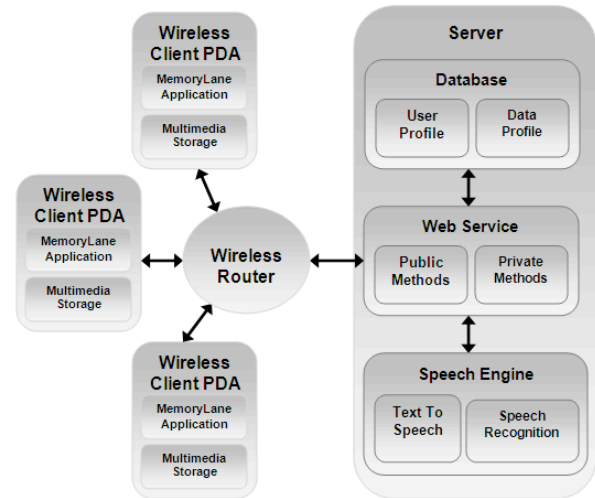 Wireless
Client PDA
MemoryLane
Application
Multimedia
Storage
Wireless
Client PDA
MemoryLane
Application
Multimedia
Storage
Wireless
Client PDA
MemoryLane
Application
Multimedia
Storage
Wireless
Router
Server
Database
User
Profile
Data
Profile
Web Service
Public
Methods
Private
Methods
Speech Engine
Text To
Speech
Speech
Recognition